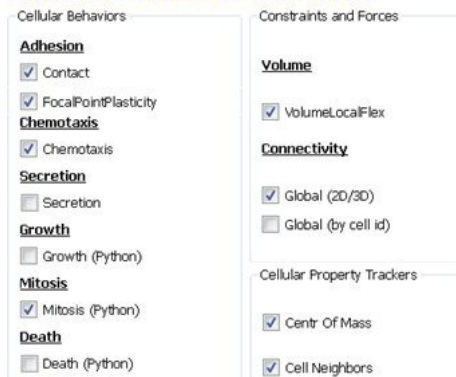 Cellular Behaviors
Adhesion
Contact
FocalPointPlasticity
Chemotaxis
Chemotaxis
Secretion
Secretion
Growth
Growth (Python)
Mitosis
Mitosis (Python)
Death
Death (Python)
Constraints and Forces
Volume
VolumeLocalFlex
Connectivity
Global (2D/3D)
Global (by cell id)
Cellular Property Trackers
Centr Of Mass
Cell Neighbors